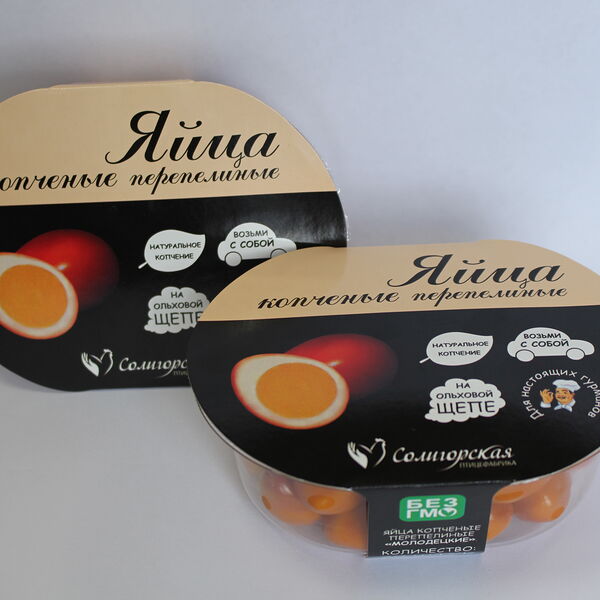 Яйца
копченые перепелиные
НАТУРАЛЬНОЕ
КОПЧЕНИЕ
ВОЗЬМИ
С СОБОЙ
НА
ОЛЬХОВОЙ
ЩЕПЕ
Солигорская
ПТИЦЕФАБРИКА
Яйца
копченые перепелиные
НАТУРАЛЬНОЕ
КОПЧЕНИЕ
ВОЗЬМИ
С СОБОЙ
НА
ОЛЬХОВОЙ
ЩЕПЕ
Для настоящих гурманов
Солигорская
ПТИЦЕФАБРИКА
БЕЗ
ГМО
ЯЙЦА КОПЧЕНЫЕ
ПЕРЕПЕЛИНЫЕ
«МОЛОДЕЦКИЕ»
КОЛИЧЕСТВО: